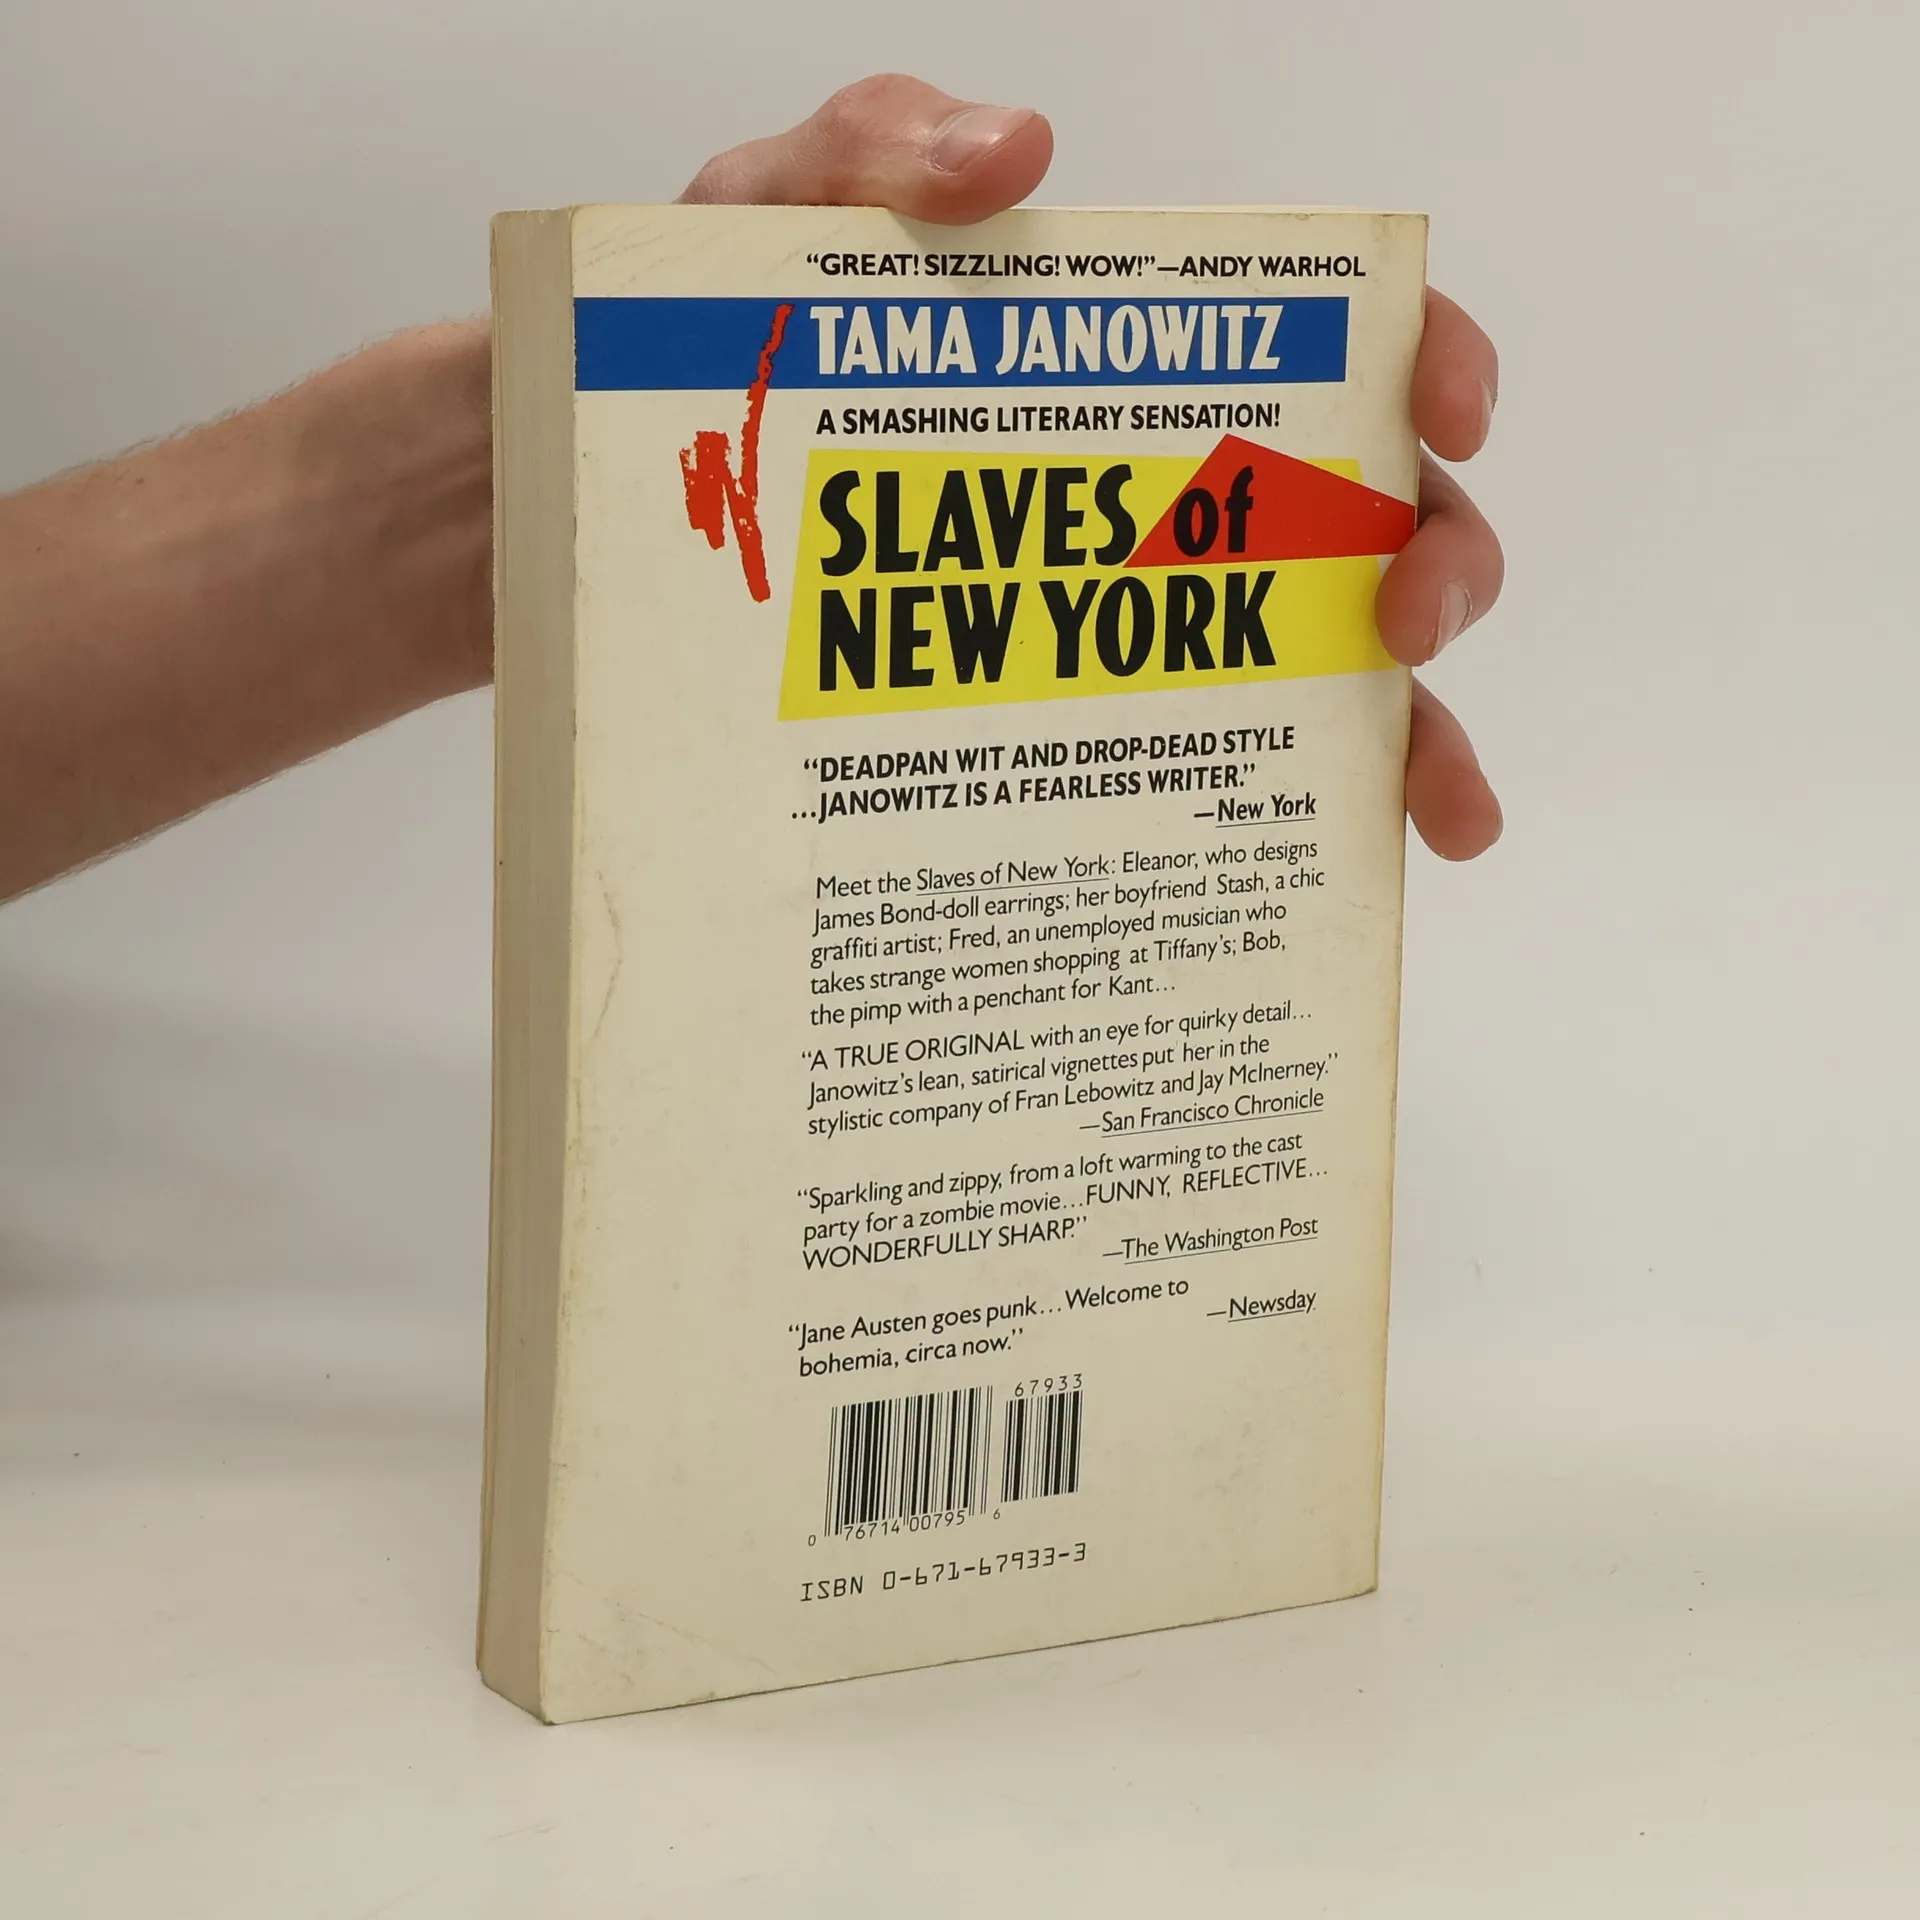 “GREAT! SIZZLING! WOW!”—ANDY WARHOL
TAMA JANOWITZ
A SMASHING LITERARY SENSATION!
SLAVES of
NEW YORK
“DEADPAN WIT AND DROP-DEAD STYLE
...JANOWITZ IS A FEARLESS WRITER.”
—New York
Meet the Slaves of New York: Eleanor, who designs
James Bond-doll earrings; her boyfriend Stash, a chic
graffiti artist; Fred, an unemployed musician who
takes strange women shopping at Tiffany's; Bob,
the pimp with a penchant for Kant...
“A TRUE ORIGINAL with an eye for quirky detail...
Janowitz's lean, satirical vignettes put her in the
stylistic company of Fran Lebowitz and Jay McInerney.”
—San Francisco Chronicle
“Sparkling and zippy, from a loft warming to the cast
party for a zombie movie...FUNNY, REFLECTIVE...
WONDERFULLY SHARP.”
—The Washington Post
“Jane Austen goes punk...Welcome to
bohemia, circa now.”
—Newsday
67933
0 76714 00795 6
ISBN 0-671-67933-3